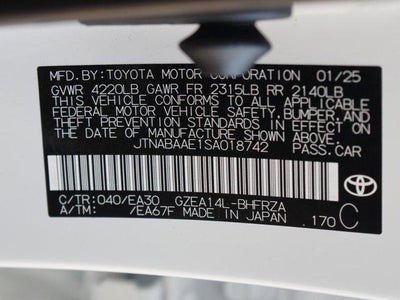 MFD.BY:TOYOTA MOTOR CORPORATION 01/25
GVWR 4220LB GAWR FR 2315LB RR 2140LB
THIS VEHICLE CONFORMS TO ALL APPLICABLE
FEDERAL MOTOR VEHICLE SAFETY,BUMPER,AND
THEFT PREVENTION STANDARDS IN EFFECT ON
THE DATE OF MANUFACTURE SHOWN ABOVE.
JTNABAAE1SA018742 PASS.CAR
C/TR:040/EA30 GZEA14L-BHFRZA
A/TM: /EA67F MADE IN JAPAN 170 C
TOYOTA